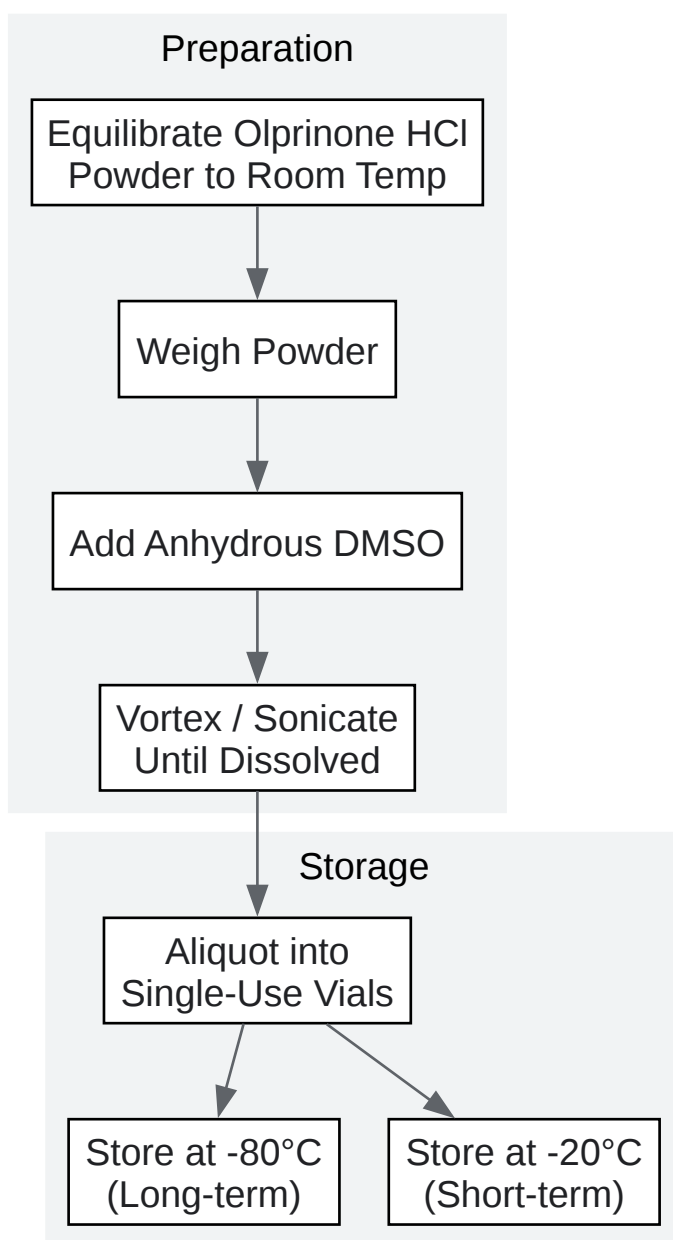 Preparation
Equilibrate Olprinone HCl
Powder to Room Temp
Weigh Powder
Add Anhydrous DMSO
Vortex / Sonicate
Until Dissolved
Storage
Aliquot into
Single-Use Vials
Store at -80°C
(Long-term)
Store at -20°C
(Short-term)